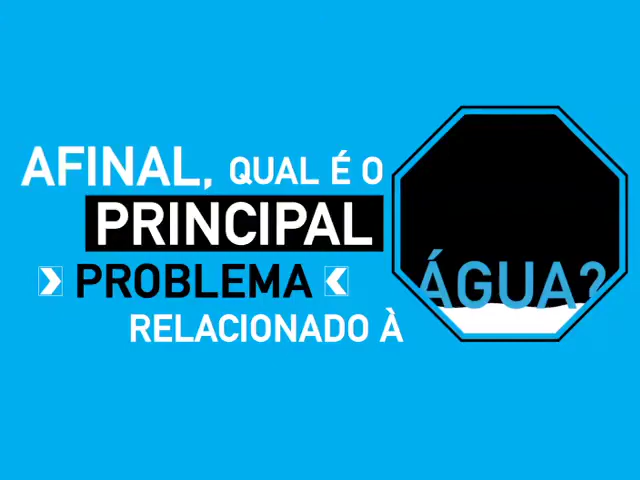 AFINAL, QUAL É O
PRINCIPAL
PROBLEMA
RELACIONADO À
ÁGUA?